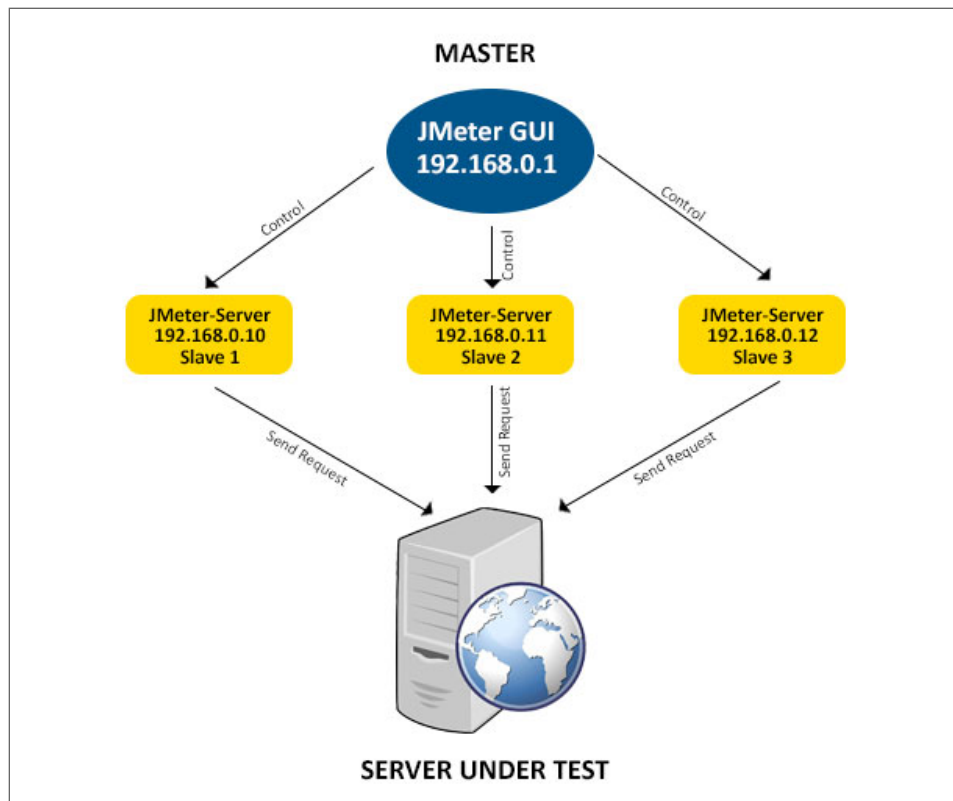 MASTER
JMeter GUI
192.168.0.1
Control
Control
Control
JMeter-Server
192.168.0.10
Slave 1
JMeter-Server
192.168.0.11
Slave 2
JMeter-Server
192.168.0.12
Slave 3
Send Request
Send Request
Send Request
SERVER UNDER TEST